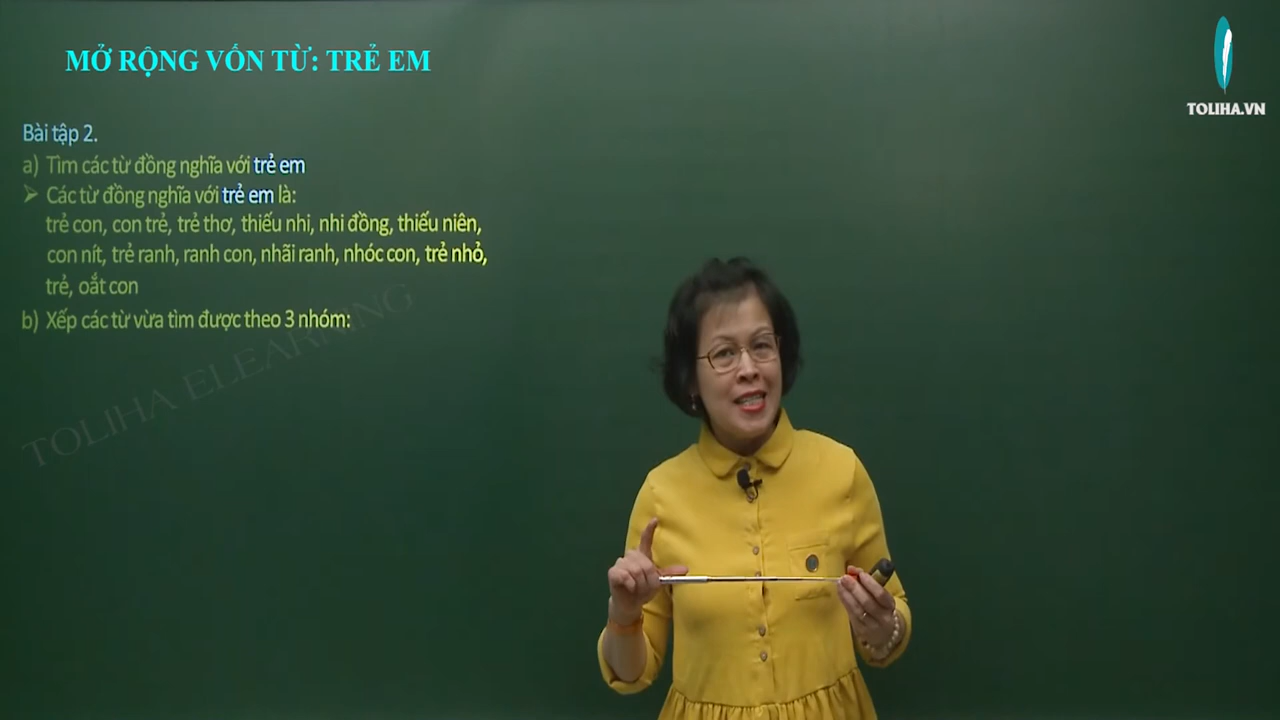 MỞ RỘNG VỐN TỪ: TRẺ EM
TOLIHA.VN
Bài tập 2.
a) Tìm các từ đồng nghĩa với trẻ em
➢ Các từ đồng nghĩa với trẻ em là:
trẻ con, con trẻ, trẻ thơ, thiếu nhi, nhi đồng, thiếu niên,
con nít, trẻ ranh, ranh con, nhãi ranh, nhóc con, trẻ nhỏ,
trẻ, oắt con
b) Xếp các từ vừa tìm được theo 3 nhóm:
TOLIHA ELEARNING